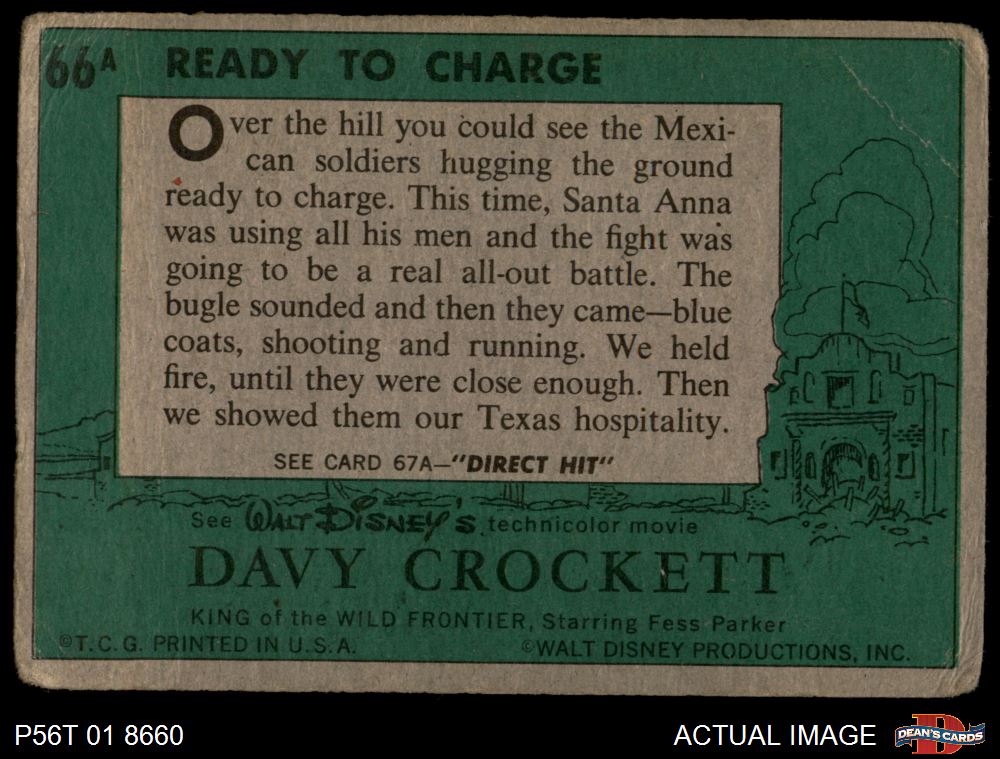 66A READY TO CHARGE
Over the hill you could see the Mexi-
can soldiers hugging the ground
ready to charge. This time, Santa Anna
was using all his men and the fight was
going to be a real all-out battle. The
bugle sounded and then they came—blue
coats, shooting and running. We held
fire, until they were close enough. Then
we showed them our Texas hospitality.
SEE CARD 67A—"DIRECT HIT"
See WALT DISNEY'S technicolor movie
DAVY CROCKETT
KING of the WILD FRONTIER, Starring Fess Parker
©T.C.G. PRINTED IN U.S.A. ©WALT DISNEY PRODUCTIONS, INC.
P56T 01 8660 ACTUAL IMAGE D DEAN'S CARDS